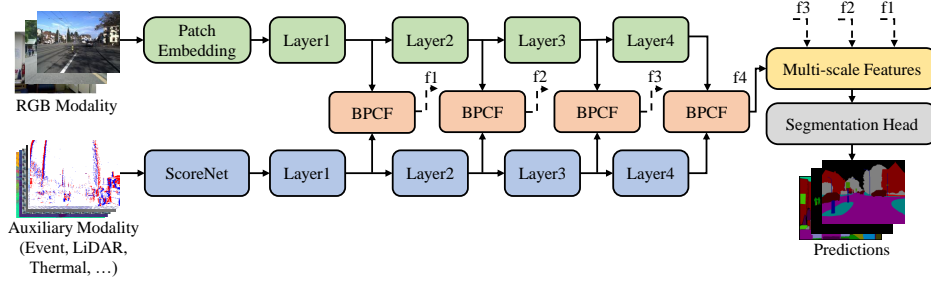 Patch
Embedding
Layer1
Layer2
Layer3
Layer4
RGB Modality
f1
f2
f3
f4
BPCF
BPCF
BPCF
BPCF
f3
f2
f1
Multi-scale Features
Segmentation Head
ScoreNet
Layer1
Layer2
Layer3
Layer4
Auxiliary Modality
(Event, LiDAR,
Thermal, …)
Predictions